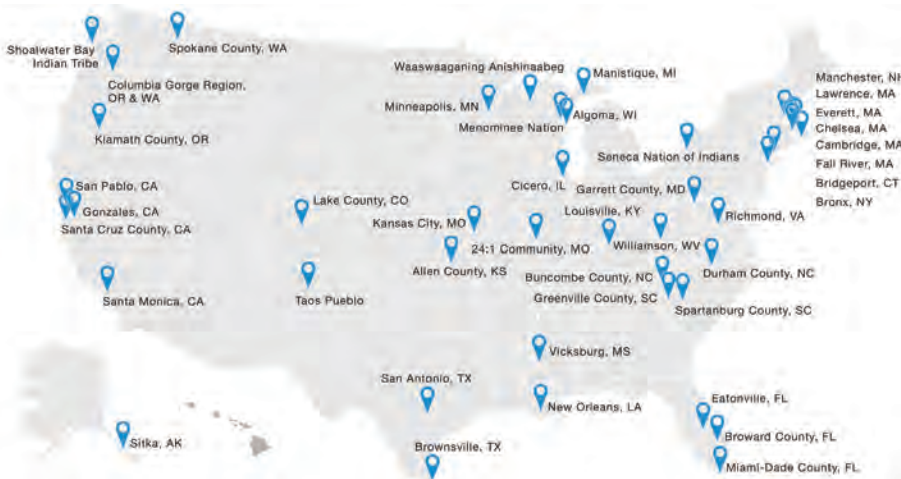 Shoalwater Bay
Indian Tribe
Spokane County, WA
Columbia Gorge Region,
OR & WA
Klamath County, OR
San Pablo, CA
Gonzales, CA
Santa Cruz County, CA
Santa Monica, CA
Lake County, CO
Taos Pueblo
Kansas City, MO
Allen County, KS
24:1 Community, MO
Waaswaaganing Anishinaabeg
Manistique, MI
Minneapolis, MN
Algoma, WI
Menominee Nation
Cicero, IL
Seneca Nation of Indians
Garrett County, MD
Louisville, KY
Richmond, VA
Williamson, WV
Buncombe County, NC
Durham County, NC
Greenville County, SC
Spartanburg County, SC
Manchester, NH
Lawrence, MA
Everett, MA
Chelsea, MA
Cambridge, MA
Fall River, MA
Bridgeport, CT
Bronx, NY
Vicksburg, MS
San Antonio, TX
New Orleans, LA
Brownsville, TX
Eatonville, FL
Broward County, FL
Miami-Dade County, FL
Sitka, AK